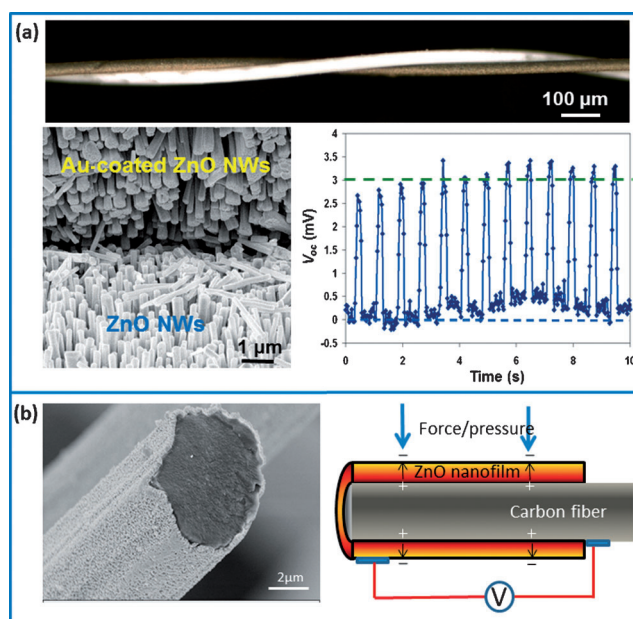 (a)
100 µm
Au-coated ZnO NWs
ZnO NWs
1 µm
Voc (mV)
4
3.5
3
2.5
2
1.5
1
0.5
0
-0.5
0 2 4 6 8 10
Time (s)
(b)
2µm
Force/pressure
− −
ZnO nanofilm
+ +
Carbon fiber
+ +
− −
V